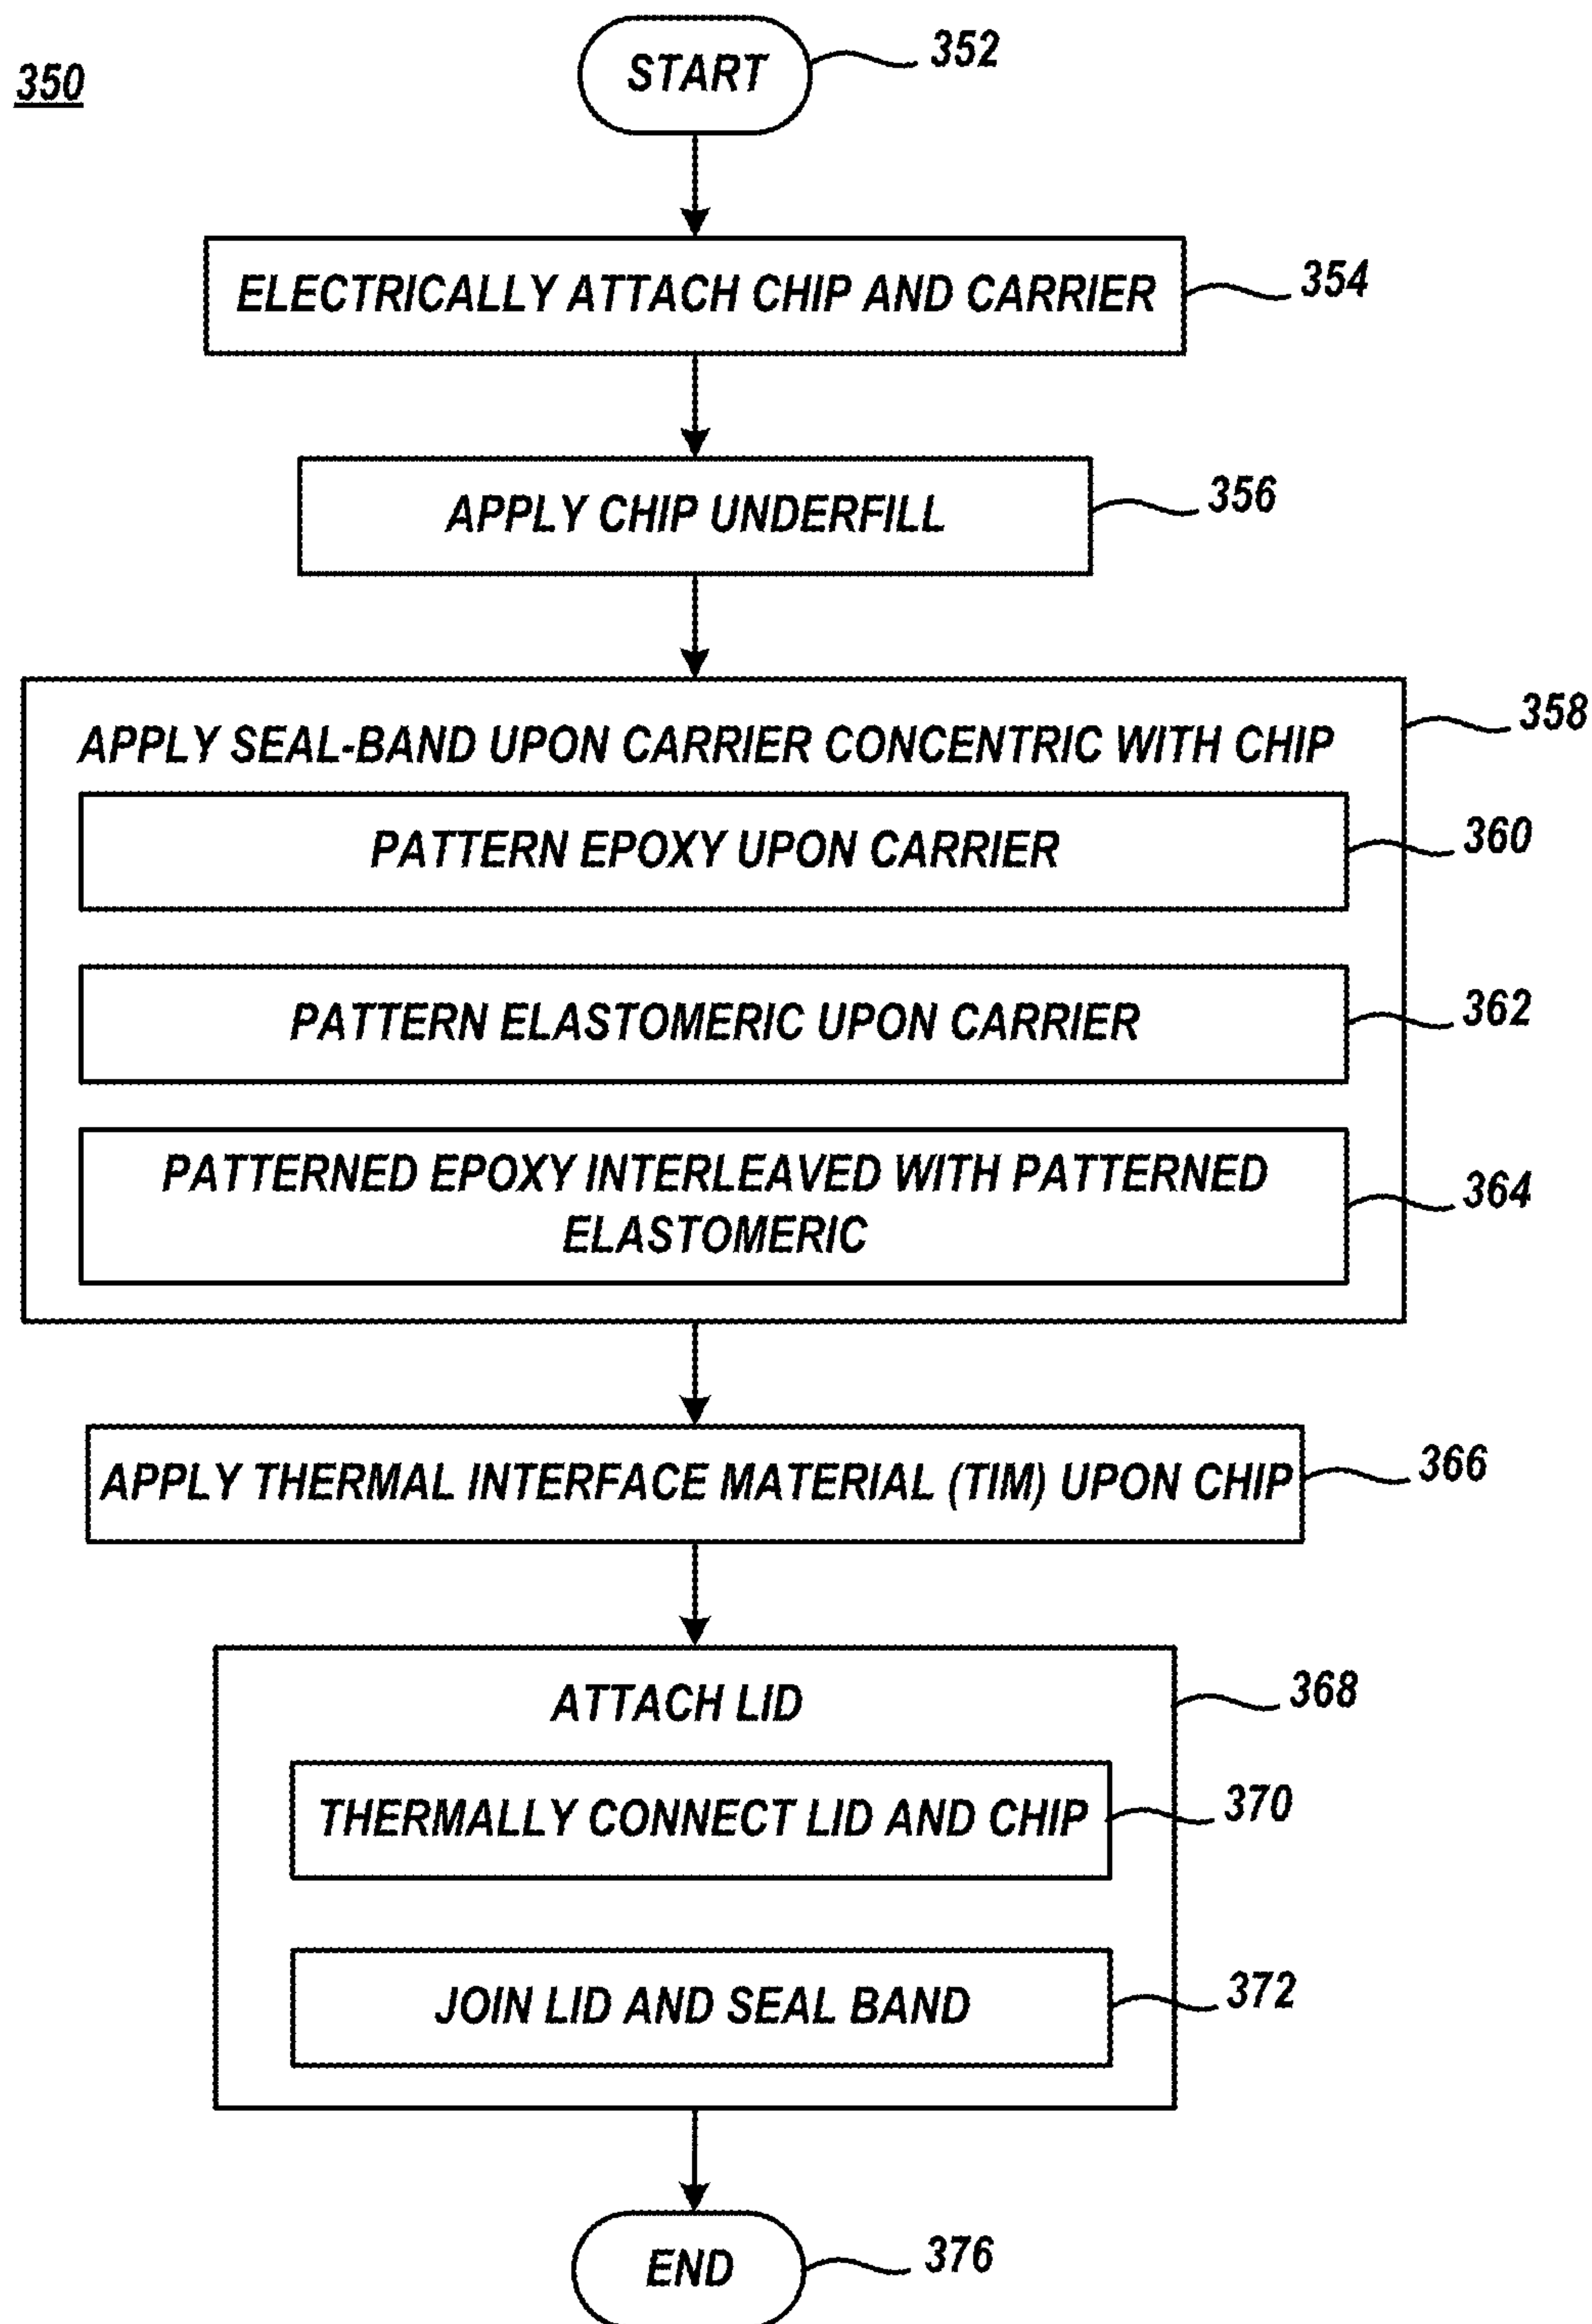 350
START
352
ELECTRICALLY ATTACH CHIP AND CARRIER
354
APPLY CHIP UNDERFILL
356
APPLY SEAL-BAND UPON CARRIER CONCENTRIC WITH CHIP
358
PATTERN EPOXY UPON CARRIER
360
PATTERN ELASTOMERIC UPON CARRIER
362
PATTERNED EPOXY INTERLEAVED WITH PATTERNED
ELASTOMERIC
364
APPLY THERMAL INTERFACE MATERIAL (TIM) UPON CHIP
366
ATTACH LID
368
THERMALLY CONNECT LID AND CHIP
370
JOIN LID AND SEAL BAND
372
END
376